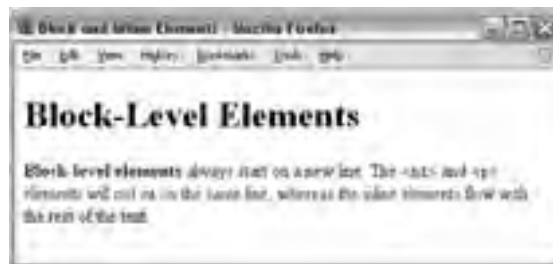 Block and Inline Elements - Mozilla Firefox
File Edit View History Bookmarks Tools Help
Block-Level Elements
Block-level elements always start on a new line. The <h1> and <p>
elements will not sit on the same line, whereas the inline elements flow with
the rest of the text.